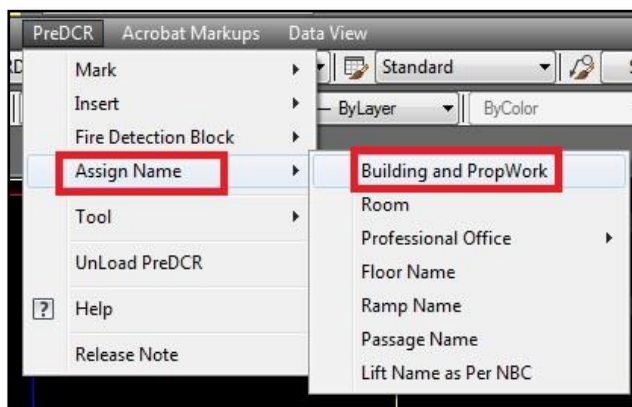 PreDCR Acrobat Markups Data View
Mark Standard
Insert ByLayer ByColor
Fire Detection Block
Assign Name Building and PropWork
Room
Tool Professional Office
UnLoad PreDCR Floor Name
? Help Ramp Name
Passage Name
Release Note Lift Name as Per NBC